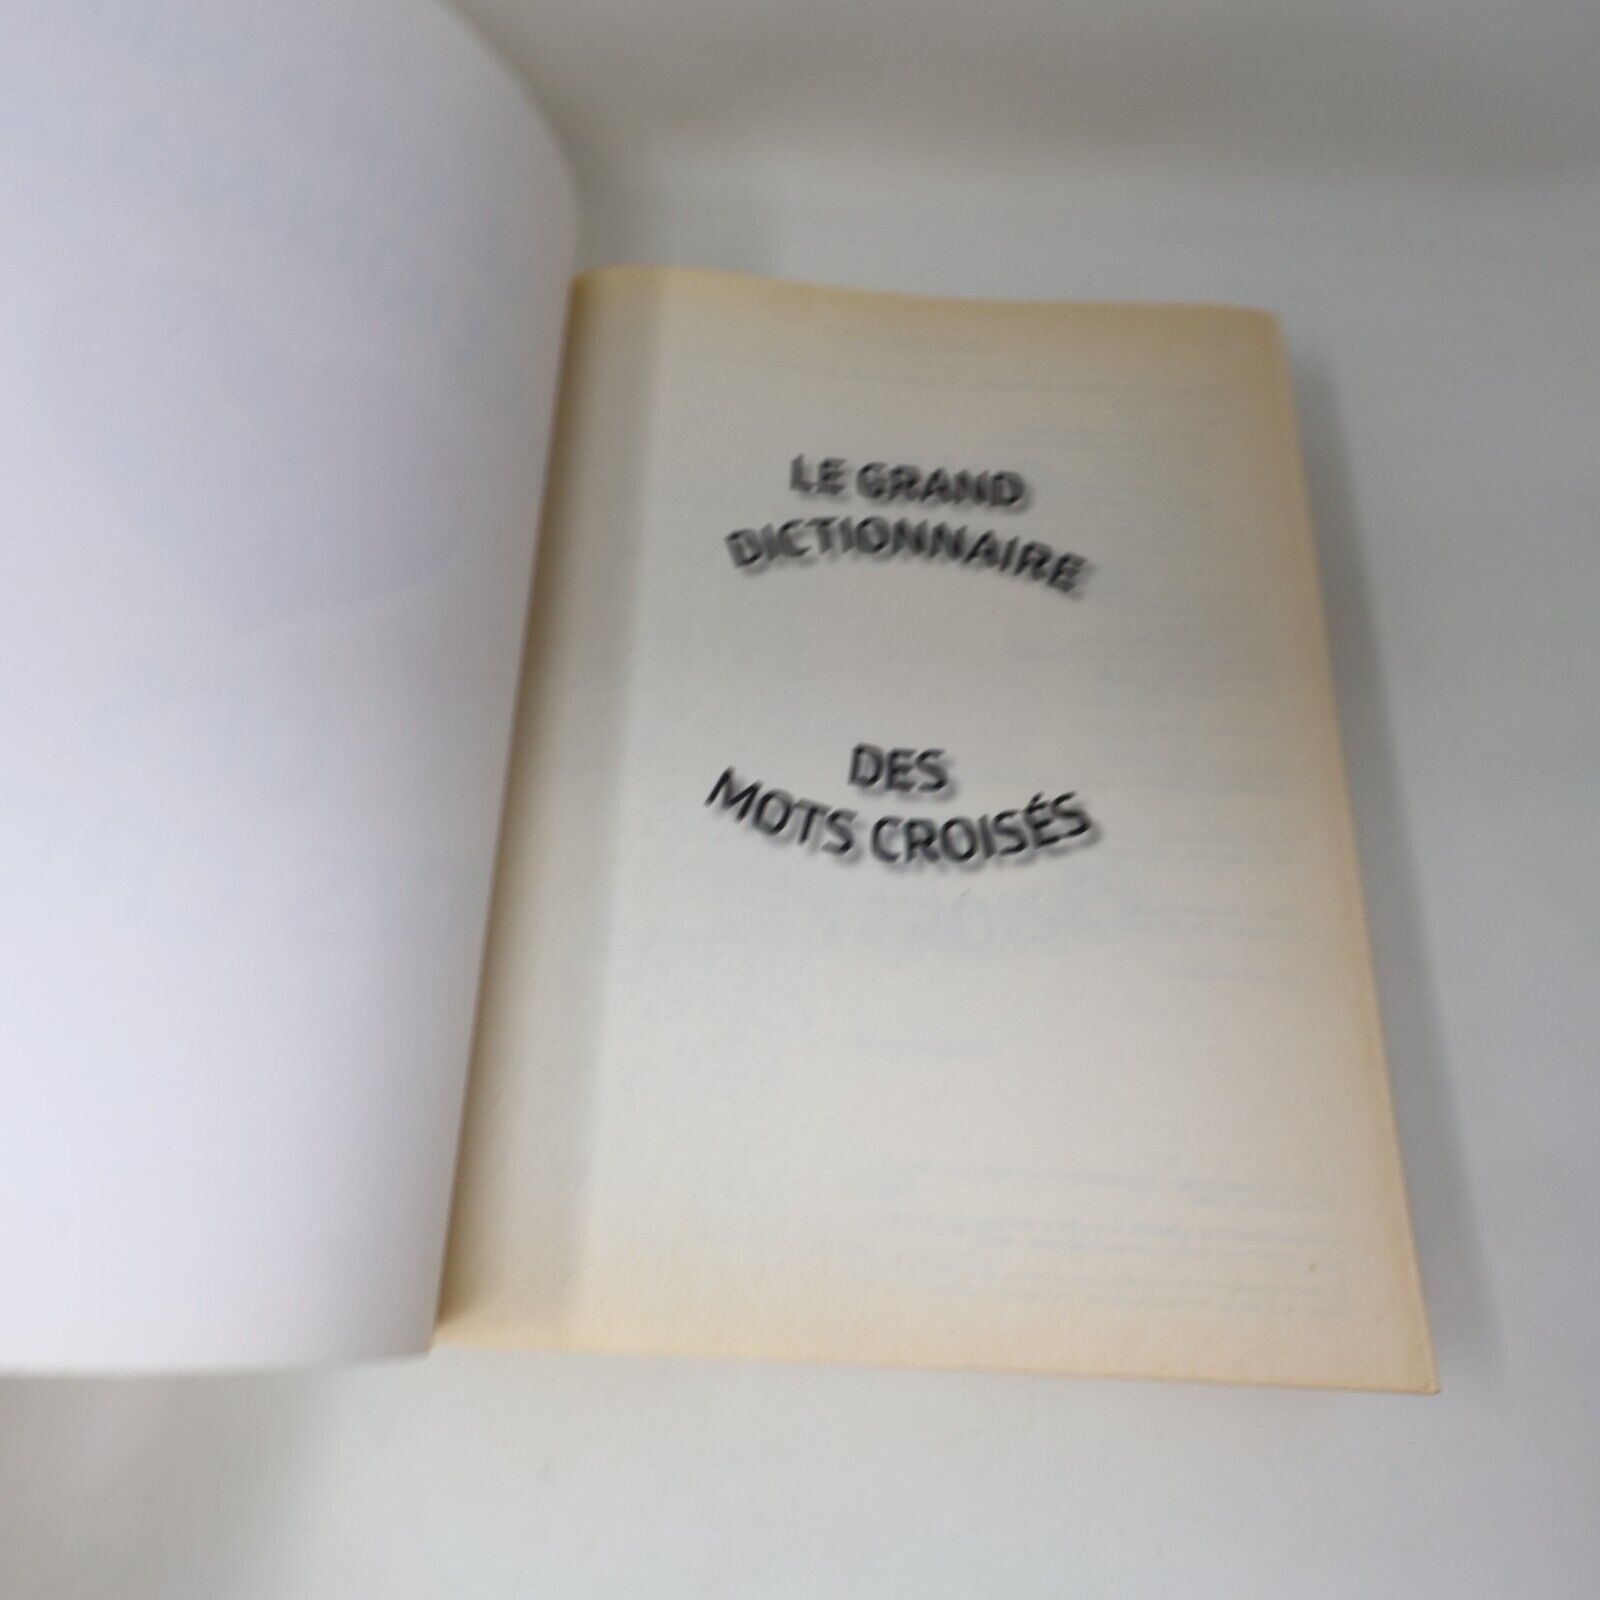 LE GRAND
DICTIONNAIRE
DES
MOTS CROISÉS